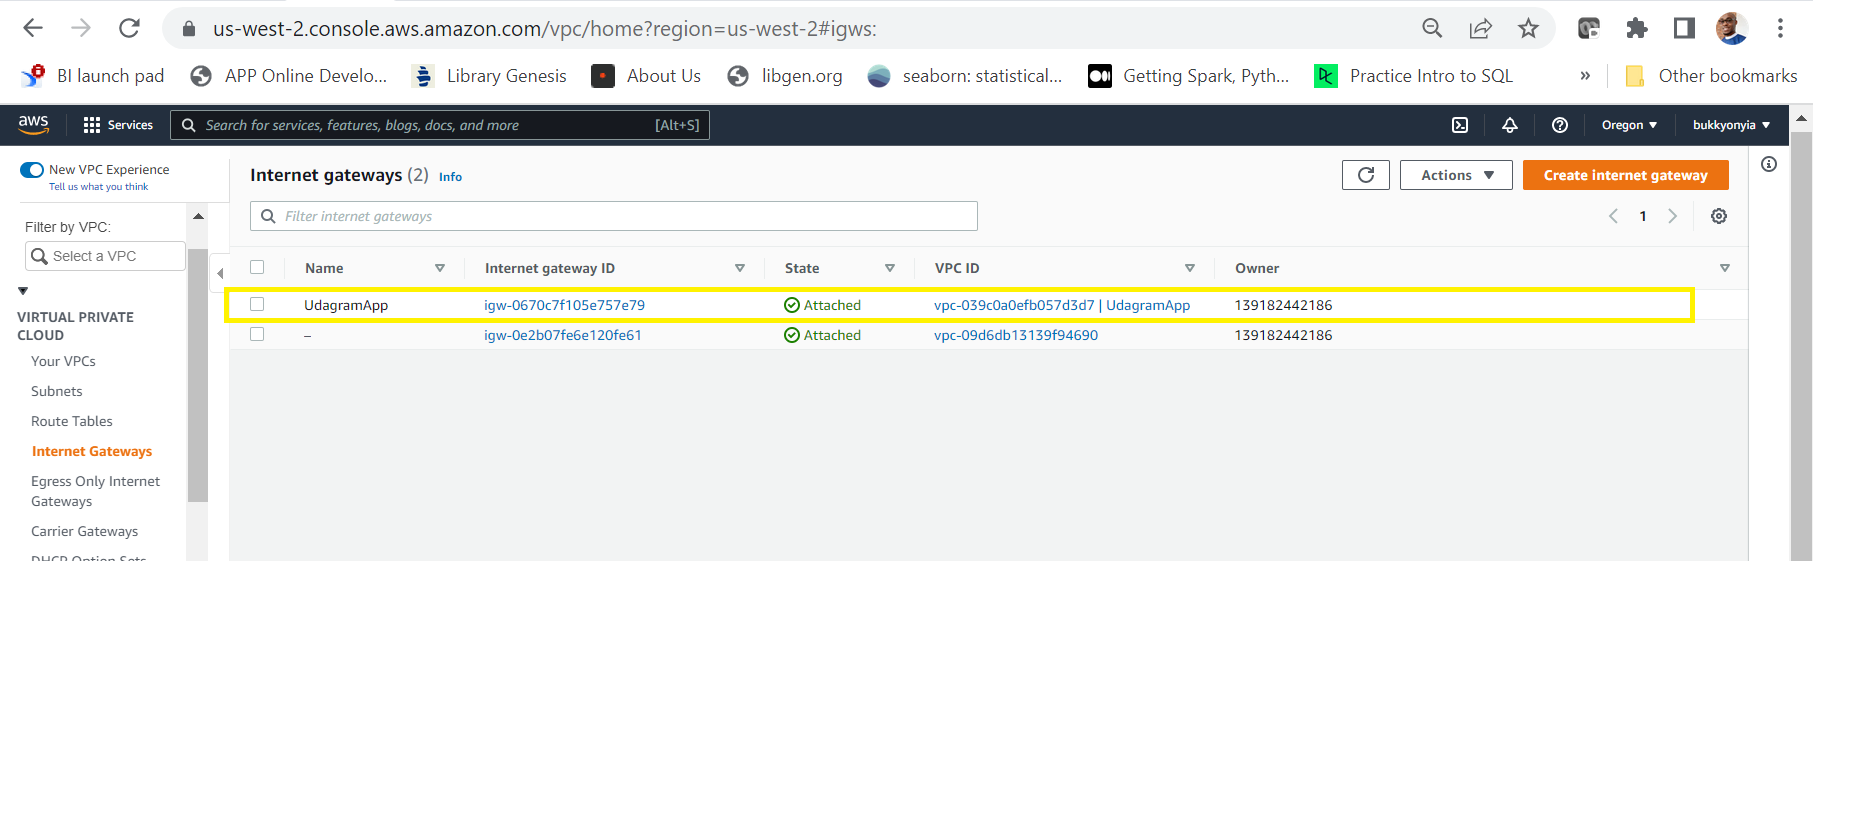 us-west-2.console.aws.amazon.com/vpc/home?region=us-west-2#igws:
BI launch pad APP Online Develo... Library Genesis About Us libgen.org seaborn: statistical... Getting Spark, Pyth... Practice Intro to SQL » Other bookmarks
aws Services Search for services, features, blogs, docs, and more [Alt+S] Oregon bukkyonyia
New VPC Experience
Tell us what you think
Filter by VPC:
Select a VPC
VIRTUAL PRIVATE
CLOUD
Your VPCs
Subnets
Route Tables
Internet Gateways
Egress Only Internet
Gateways
Carrier Gateways
DHCP Option Sets
Internet gateways (2) Info
Actions Create internet gateway
Filter internet gateways
1
Name Internet gateway ID State VPC ID Owner
UdagramApp igw-0670c7f105e757e79 Attached vpc-039c0a0efb057d3d7 | UdagramApp 139182442186
– igw-0e2b07fe6e120fe61 Attached vpc-09d6db13139f94690 139182442186